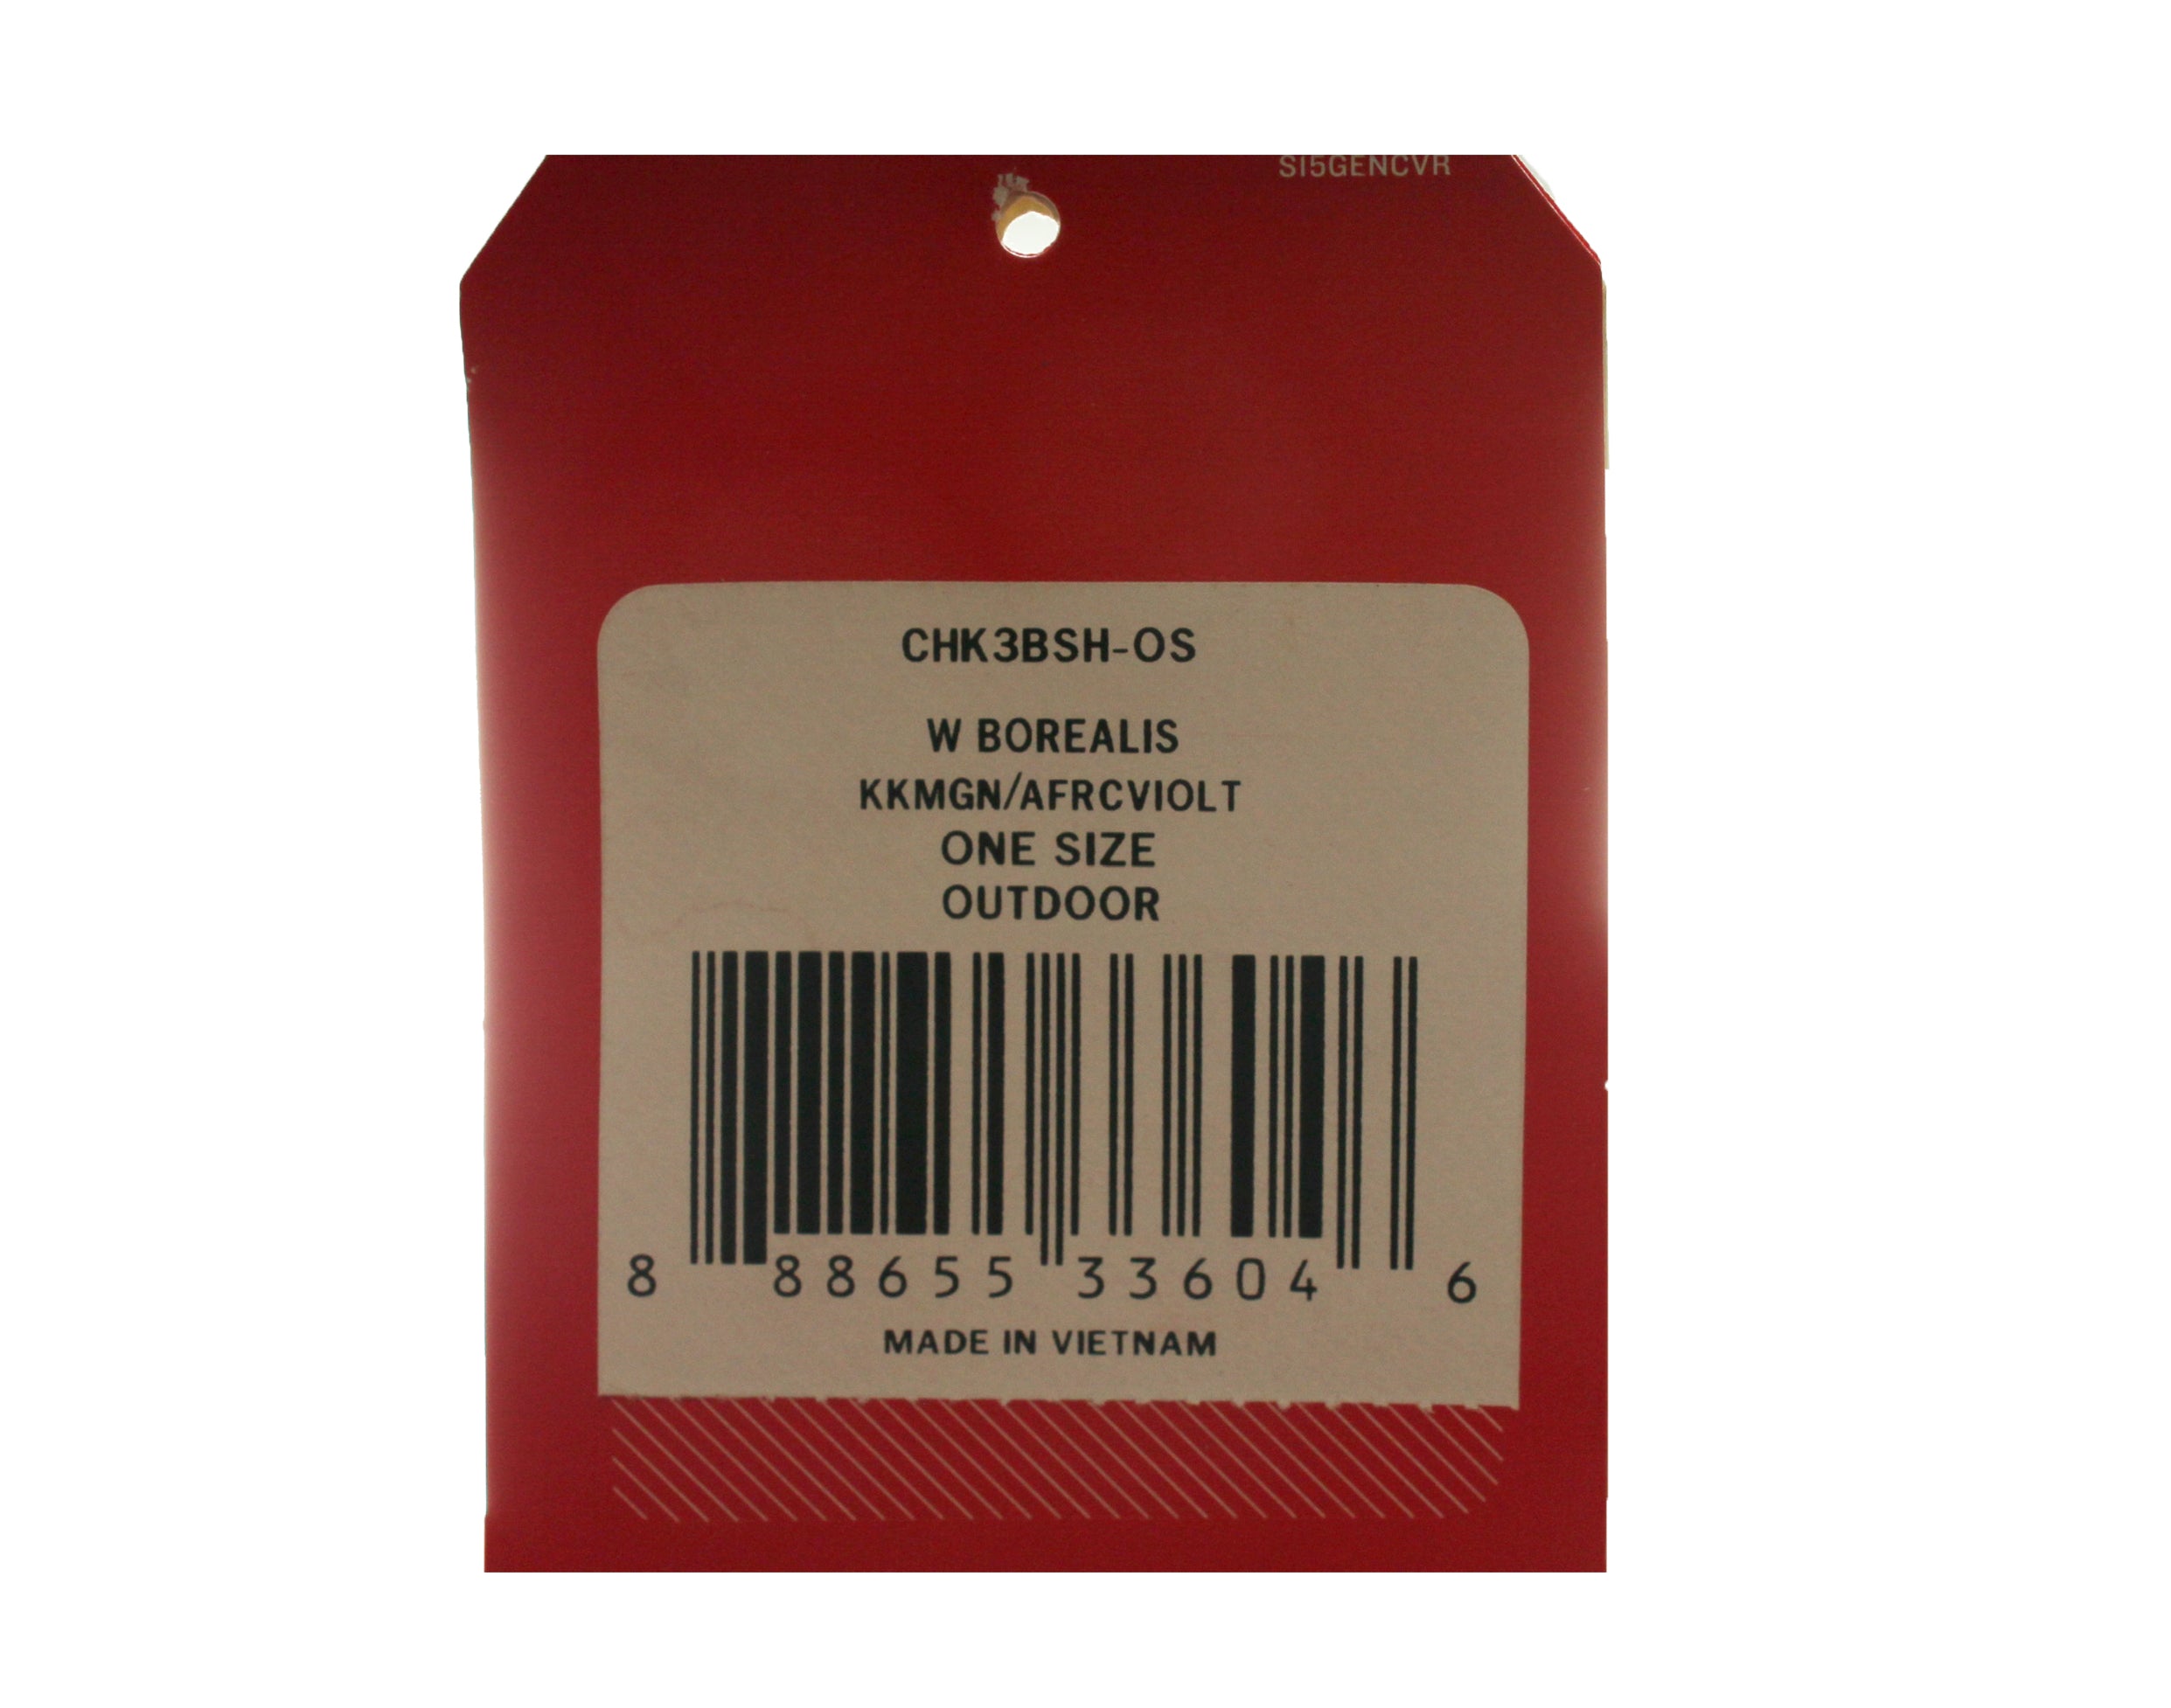 SI5GENCVR
CHK3BSH-OS
W BOREALIS
KKMGN/AFRCVIOLT
ONE SIZE
OUTDOOR
8 88655 33604 6
MADE IN VIETNAM